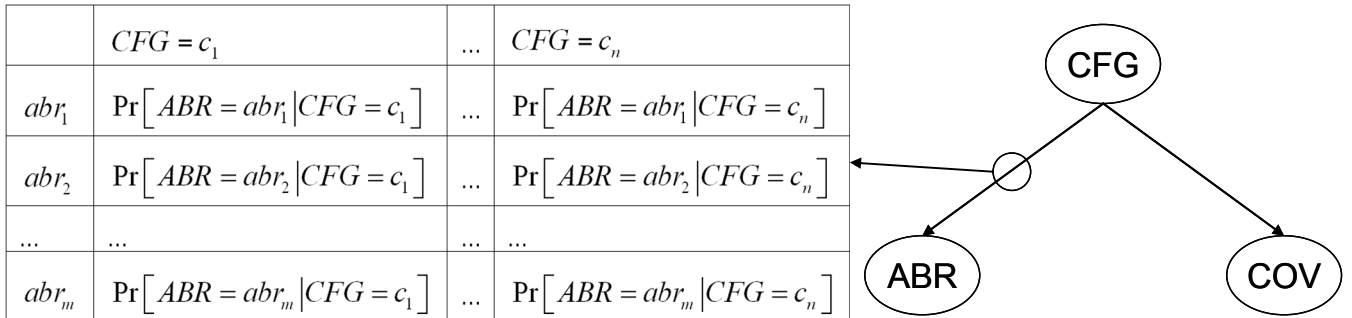 CFG = c₁ ... CFG = cₙ
abr₁ Pr[ABR = abr₁|CFG = c₁] ... Pr[ABR = abr₁|CFG = cₙ]
abr₂ Pr[ABR = abr₂|CFG = c₁] ... Pr[ABR = abr₂|CFG = cₙ]
... ... ... ...
abrₘ Pr[ABR = abrₘ|CFG = c₁] ... Pr[ABR = abrₘ|CFG = cₙ]
CFG
ABR COV